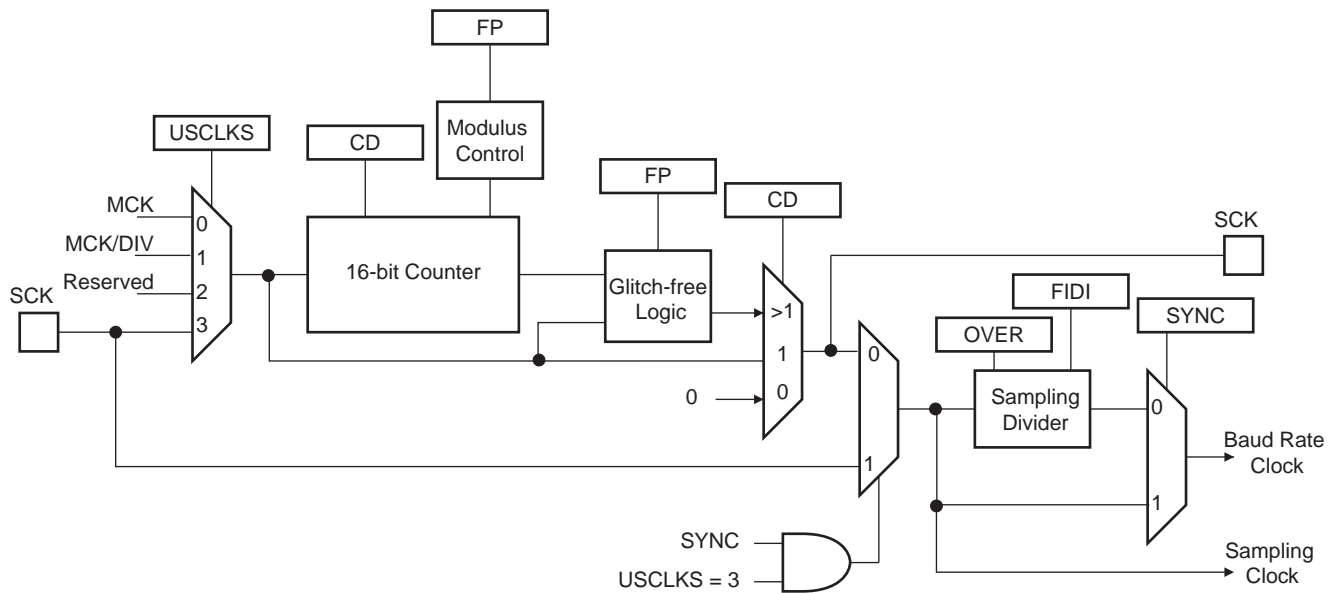 FP
USCLKS
CD
Modulus
Control
FP
CD
MCK
MCK/DIV
Reserved
SCK
0
1
2
3
16-bit Counter
Glitch-free
Logic
>1
1
0
0
SCK
FIDI
OVER
SYNC
0
1
Sampling
Divider
0
1
Baud Rate
Clock
SYNC
USCLKS = 3
Sampling
Clock